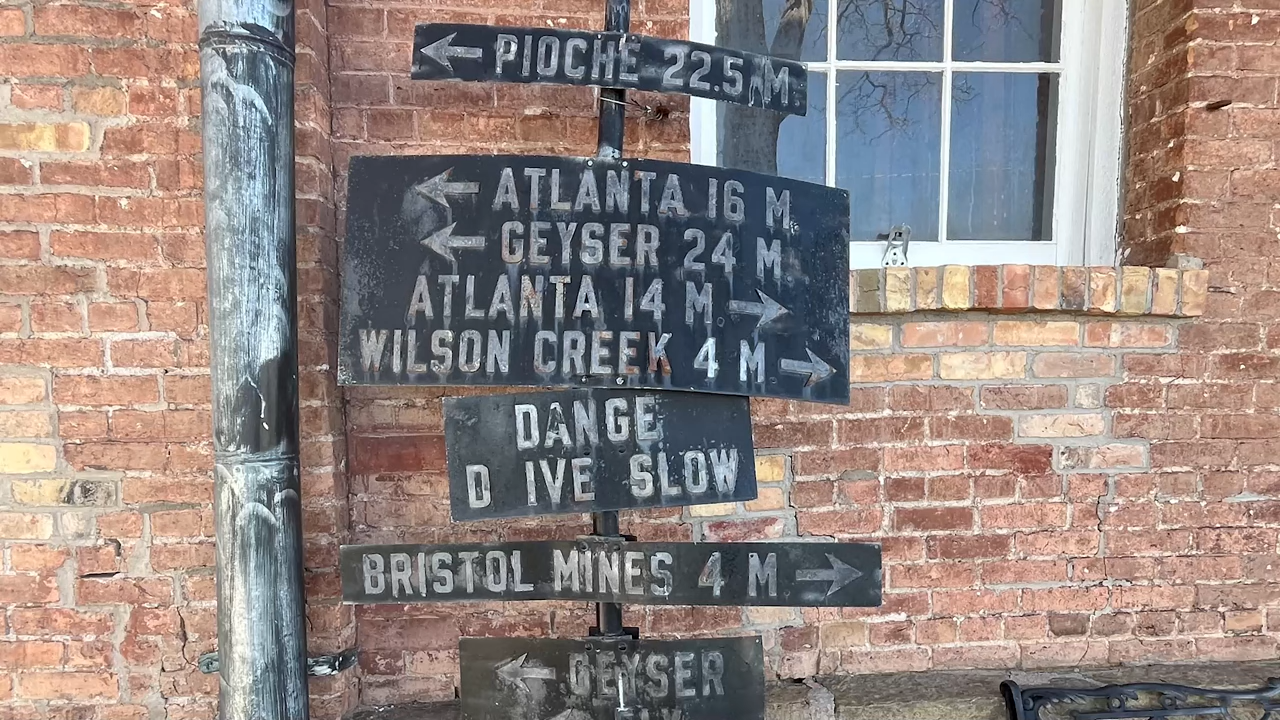 ← PIOCHE 22.5 M
← ATLANTA 16 M
← GEYSER 24 M
ATLANTA 14 M →
WILSON CREEK 4 M →
DANGE
D IVE SLOW
BRISTOL MINES 4 M →
← GEYSER